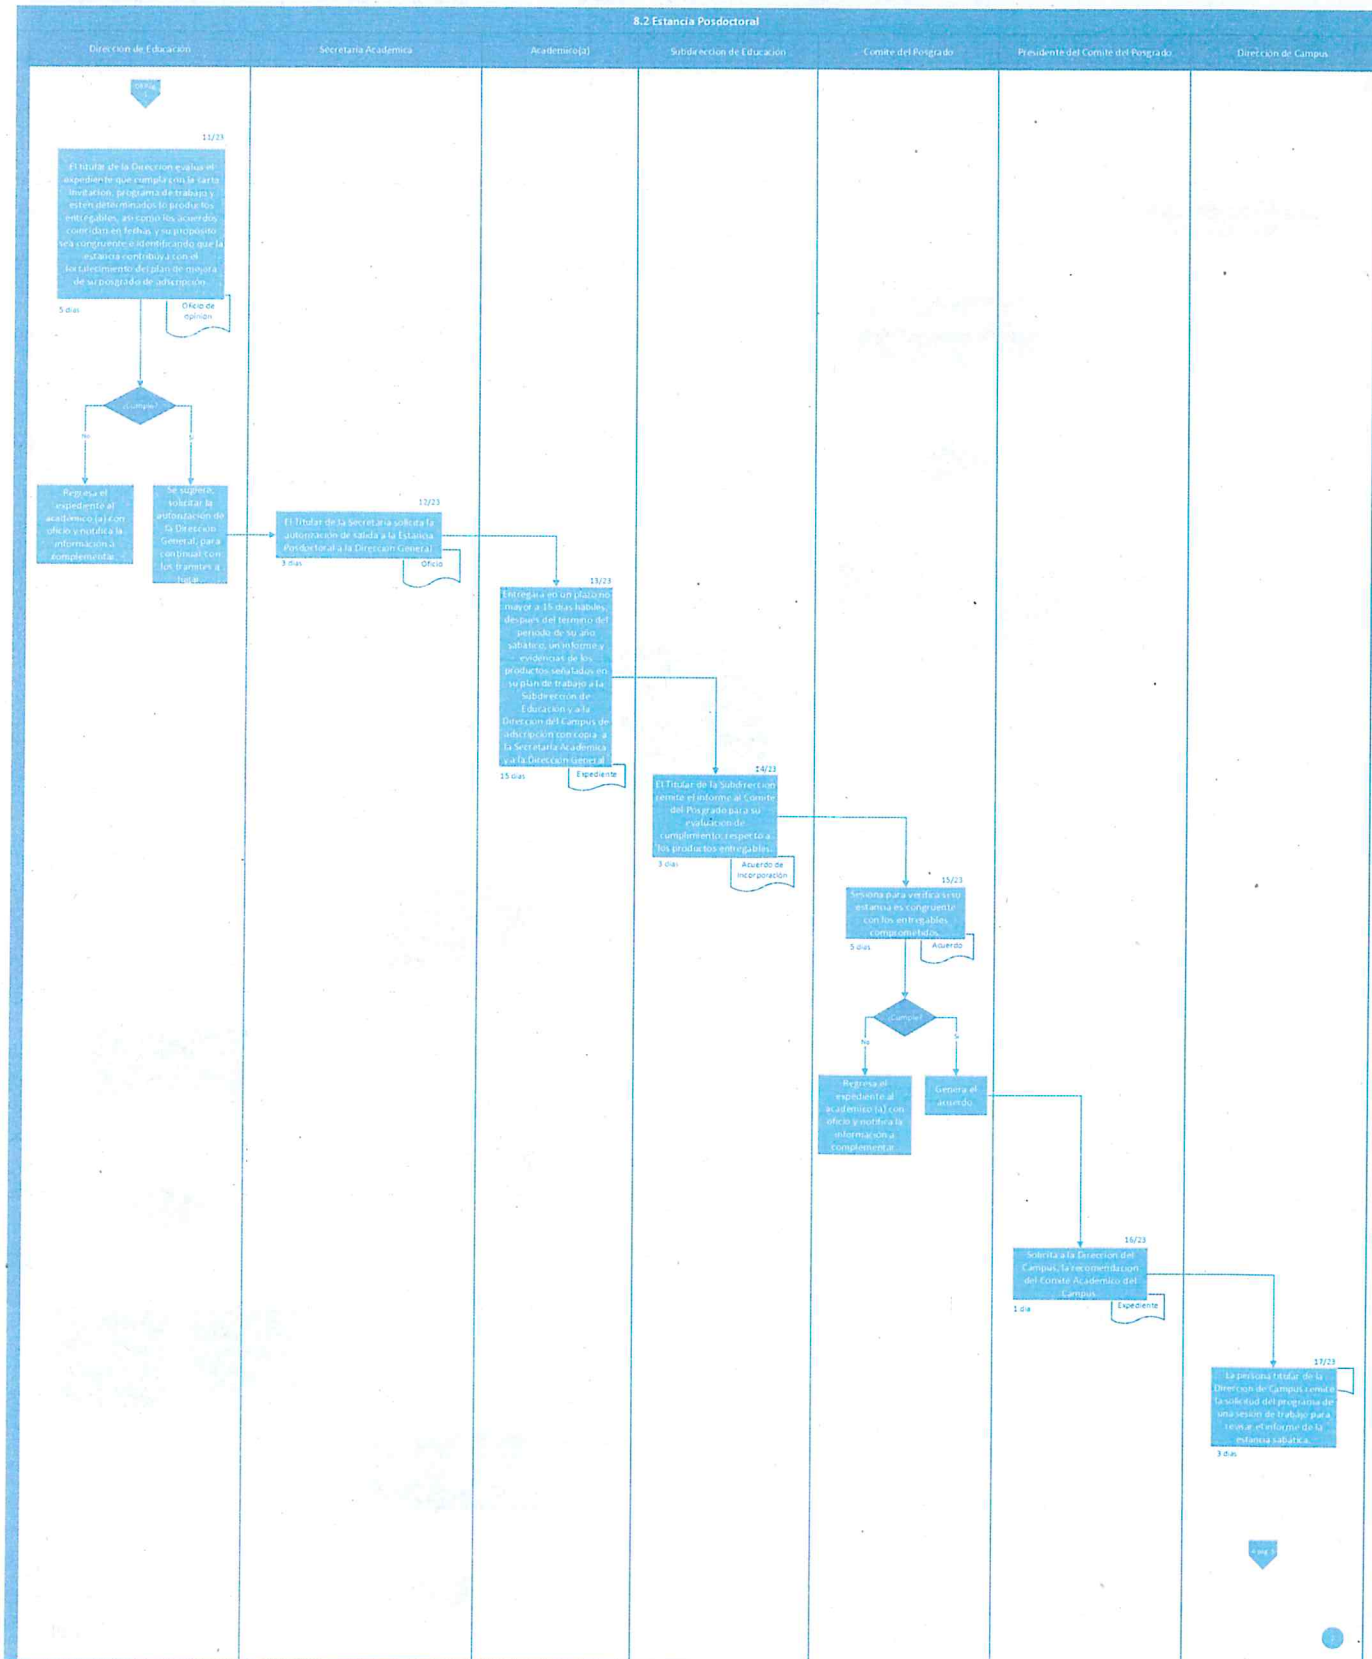 8.2 Estancia Posdoctoral
Dirección de Educación
Secretaría Académica
Académico(a)
Subdirección de Educación
Comité del Posgrado
Presidente del Comité del Posgrado
Dirección de Campus
11/23
El titular de la Dirección evalua el
expediente que cumpla con la carta
invitación, programa de trabajo y
estén determinados lo productos
entregables, así como los acuerdos
coincidan en fechas y su propósito
sea congruente e identificando que la
estancia contribuya con el
fortalecimiento del plan de mejora
de su posgrado de adscripción.
5 días
Oficio de
opinión
¿Cumple?
No
Si
Regresa el
expediente al
académico (a) con
oficio y notifica la
información a
complementar
Se sugiere,
solicitar la
autorización de
la Dirección
General, para
continuar con
los tramites a
lugar.
12/23
El Titular de la Secretaría solicita la
autorización de salida a la Estancia
Posdoctoral a la Dirección General
3 días
Oficio
13/23
Entregará en un plazo no
mayor a 15 días hábiles,
después del termino del
periodo de su año
sabático, un informe y
evidencias de los
productos señalados en
su plan de trabajo a la
Subdirección de
Educación y a la
Dirección del Campus de
adscripción con copia a
la Secretaría Académica
y a la Dirección General
15 días
Expediente
14/23
El Titular de la Subdirección
remite el informe al Comité
del Posgrado para su
evaluación de
cumplimiento, respecto a
los productos entregables.
3 días
Acuerdo de
incorporación
15/23
Sesiona para verifica si su
estancia es congruente
con los entregables
comprometidos.
5 días
Acuerdo
¿Cumple?
No
Si
Regresa el
expediente al
académico (a) con
oficio y notifica la
información a
complementar
Genera el
acuerdo
16/23
Solicita a la Dirección del
Campus, la recomendación
del Comité Académico del
Campus
1 día
Expediente
17/23
La persona titular de la
Dirección de Campus remite
la solicitud del programa de
una sesión de trabajo para
revisar el informe de la
estancia sabática.
3 días